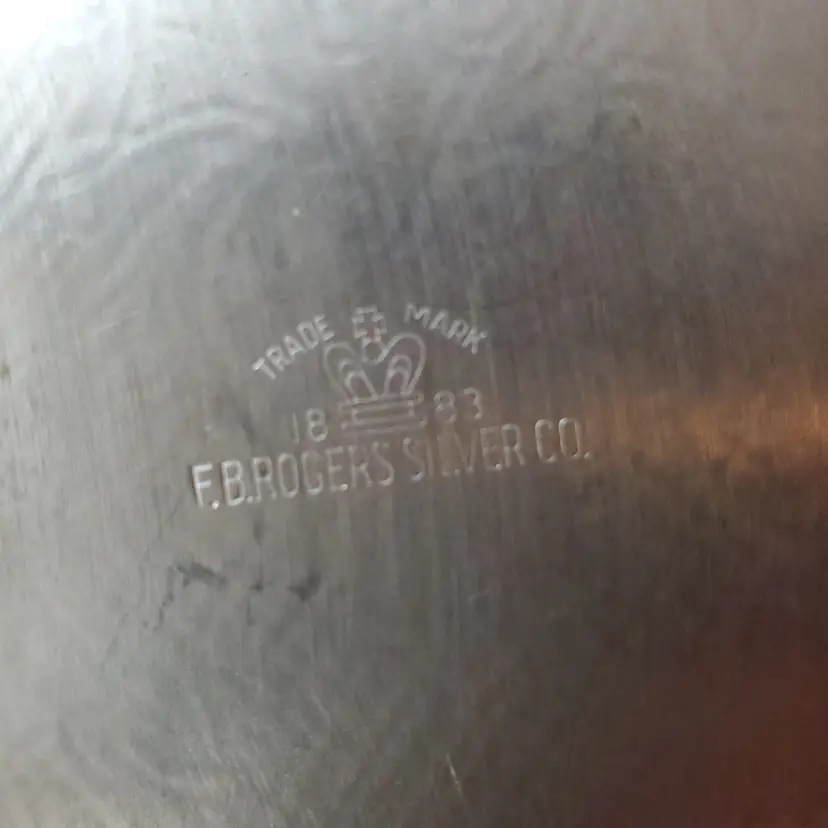 TRADE MARK
18 83
F.B.ROGERS SILVER CO.